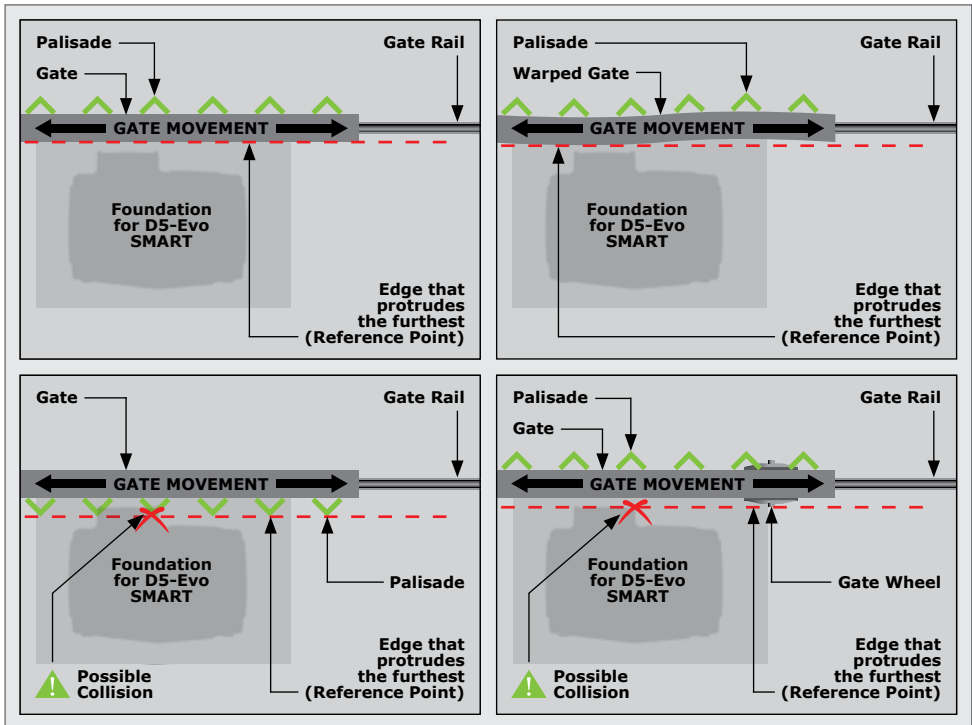 Palisade
Gate Rail
Gate
GATE MOVEMENT
Foundation
for D5-Evo
SMART
Edge that
protrudes
the furthest
(Reference Point)
Palisade
Gate Rail
Warped Gate
GATE MOVEMENT
Foundation
for D5-Evo
SMART
Edge that
protrudes
the furthest
(Reference Point)
Gate
Gate Rail
GATE MOVEMENT
Foundation
for D5-Evo
SMART
Palisade
Edge that
protrudes
the furthest
(Reference Point)
Possible
Collision
Palisade
Gate Rail
Gate
GATE MOVEMENT
Foundation
for D5-Evo
SMART
Gate Wheel
Edge that
protrudes
the furthest
(Reference Point)
Possible
Collision